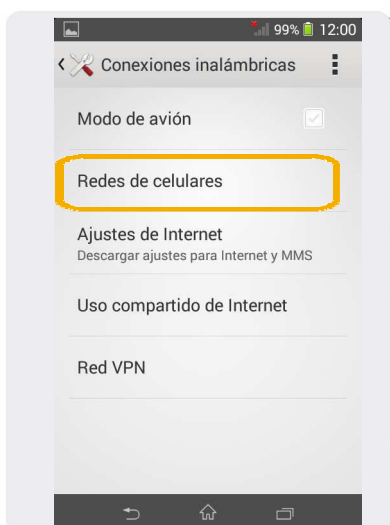 99% 12:00
Conexiones inalámbricas
Modo de avión
Redes de celulares
Ajustes de Internet
Descargar ajustes para Internet y MMS
Uso compartido de Internet
Red VPN